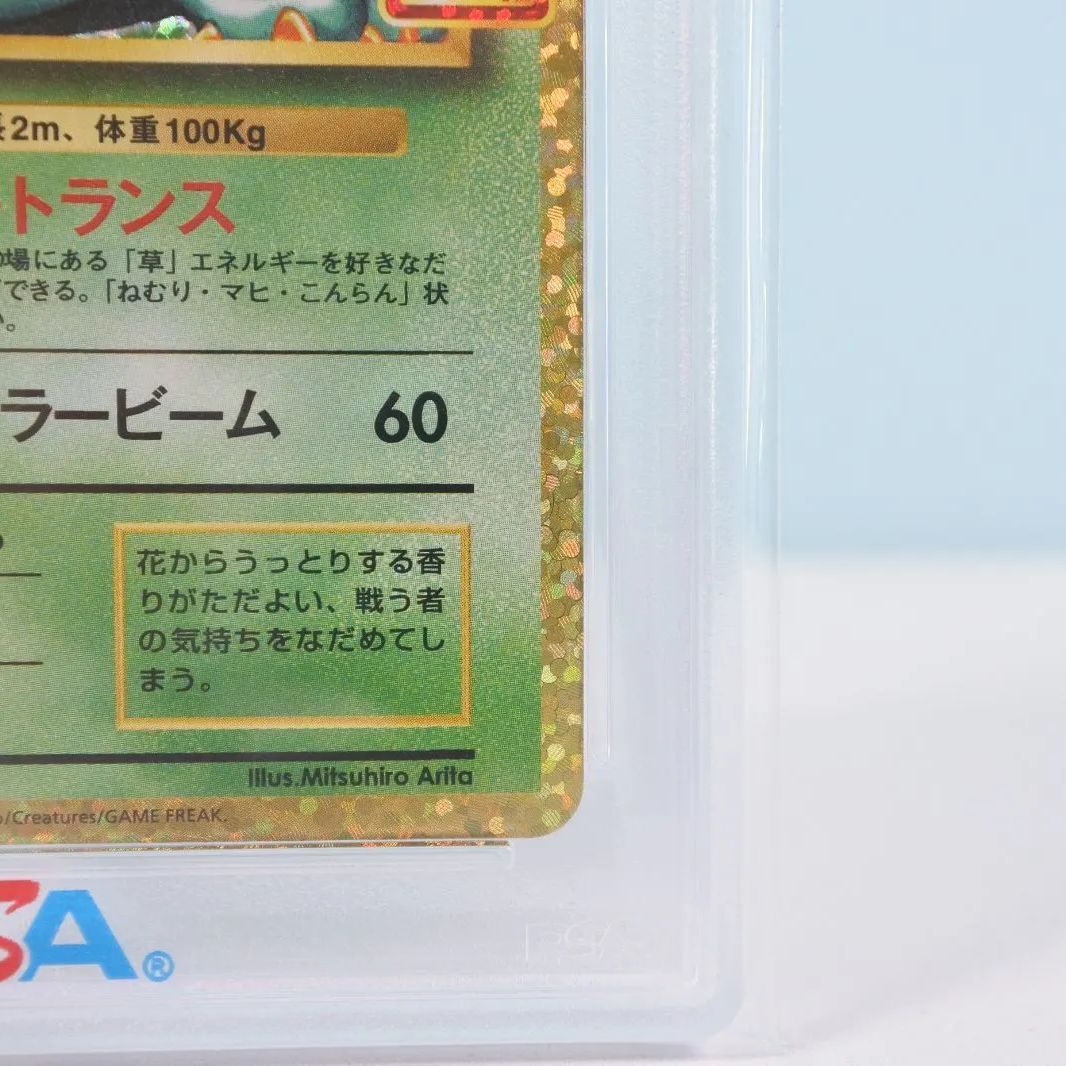 2m、体重100Kg
トランス
場にある「草」エネルギーを好きなだ
できる。「ねむり・マヒ・こんらん」状
い。
ラービーム 60
花からうっとりする香
りがただよい、戦う者
の気持ちをなだめてし
まう。
Illus.Mitsuhiro Arita
/Creatures/GAME FREAK.
SA®
PSA